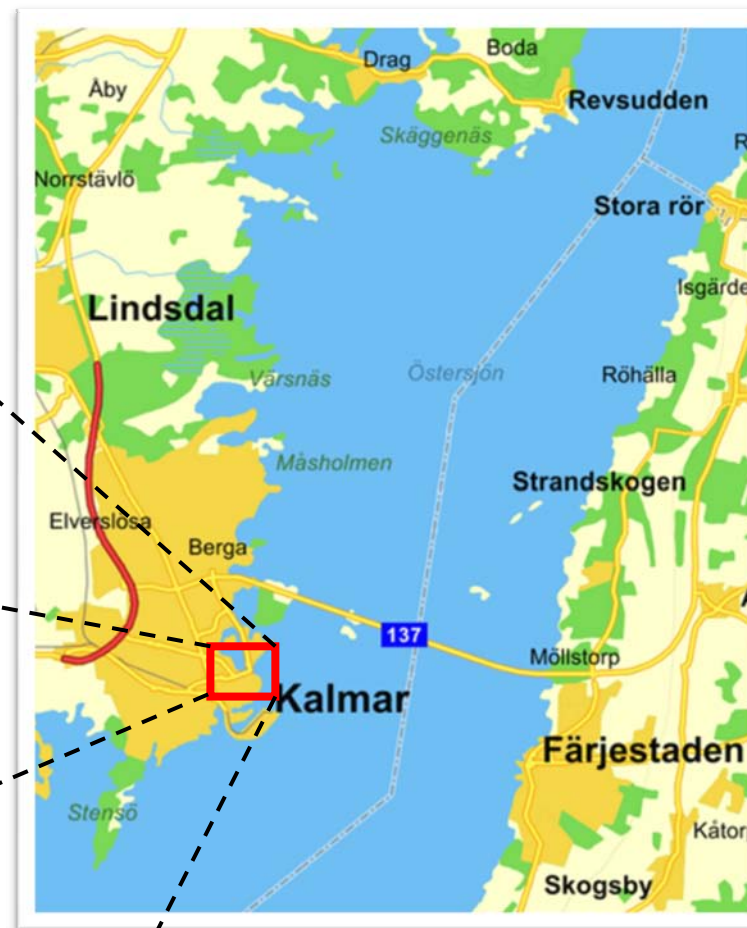 Boda
Drag
Åby
Revsudden
Skäggenäs
Norrstävlö
Stora rör
Isgärde
Lindsdal
Östersjön
Röhälla
Värsnäs
Måsholmen
Strandskogen
Elverslösa
Berga
137
Möllstorp
Kalmar
Färjestaden
Stensö
Skogsby